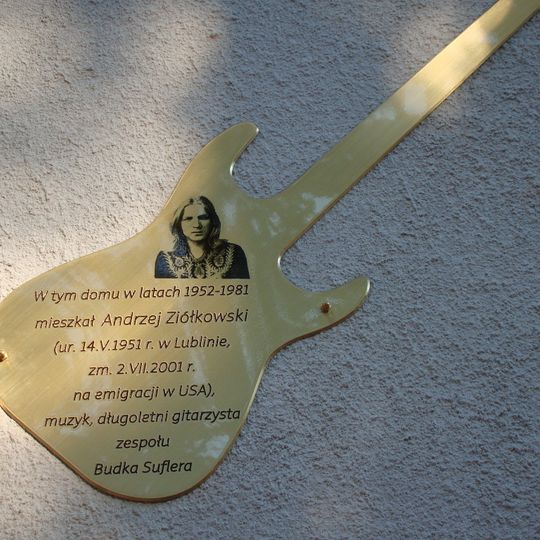 W tym domu w latach 1952-1981
mieszkał Andrzej Ziółkowski
(ur. 14.V.1951 r. w Lublinie,
zm. 2.VII.2001 r.
na emigracji w USA),
muzyk, długoletni gitarzysta
zespołu
Budka Suflera